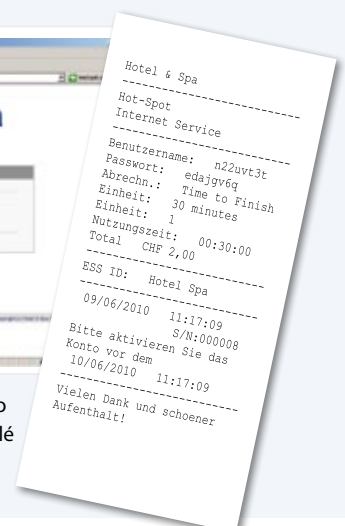 Hotel & Spa
------------------------
Hot-Spot
Internet Service
------------------------
Benutzername: n22uvt3t
Passwort: edajgv6q
Abrechn.: Time to Finish
Einheit: 30 minutes
Einheit: 1
Nutzungszeit: 00:30:00
Total CHF 2,00
------------------------
ESS ID: Hotel Spa
------------------------
09/06/2010 11:17:09
S/N:000008
Bitte aktivieren Sie das
Konto vor dem
10/06/2010 11:17:09
------------------------
Vielen Dank und schoener
Aufenthalt!
lé